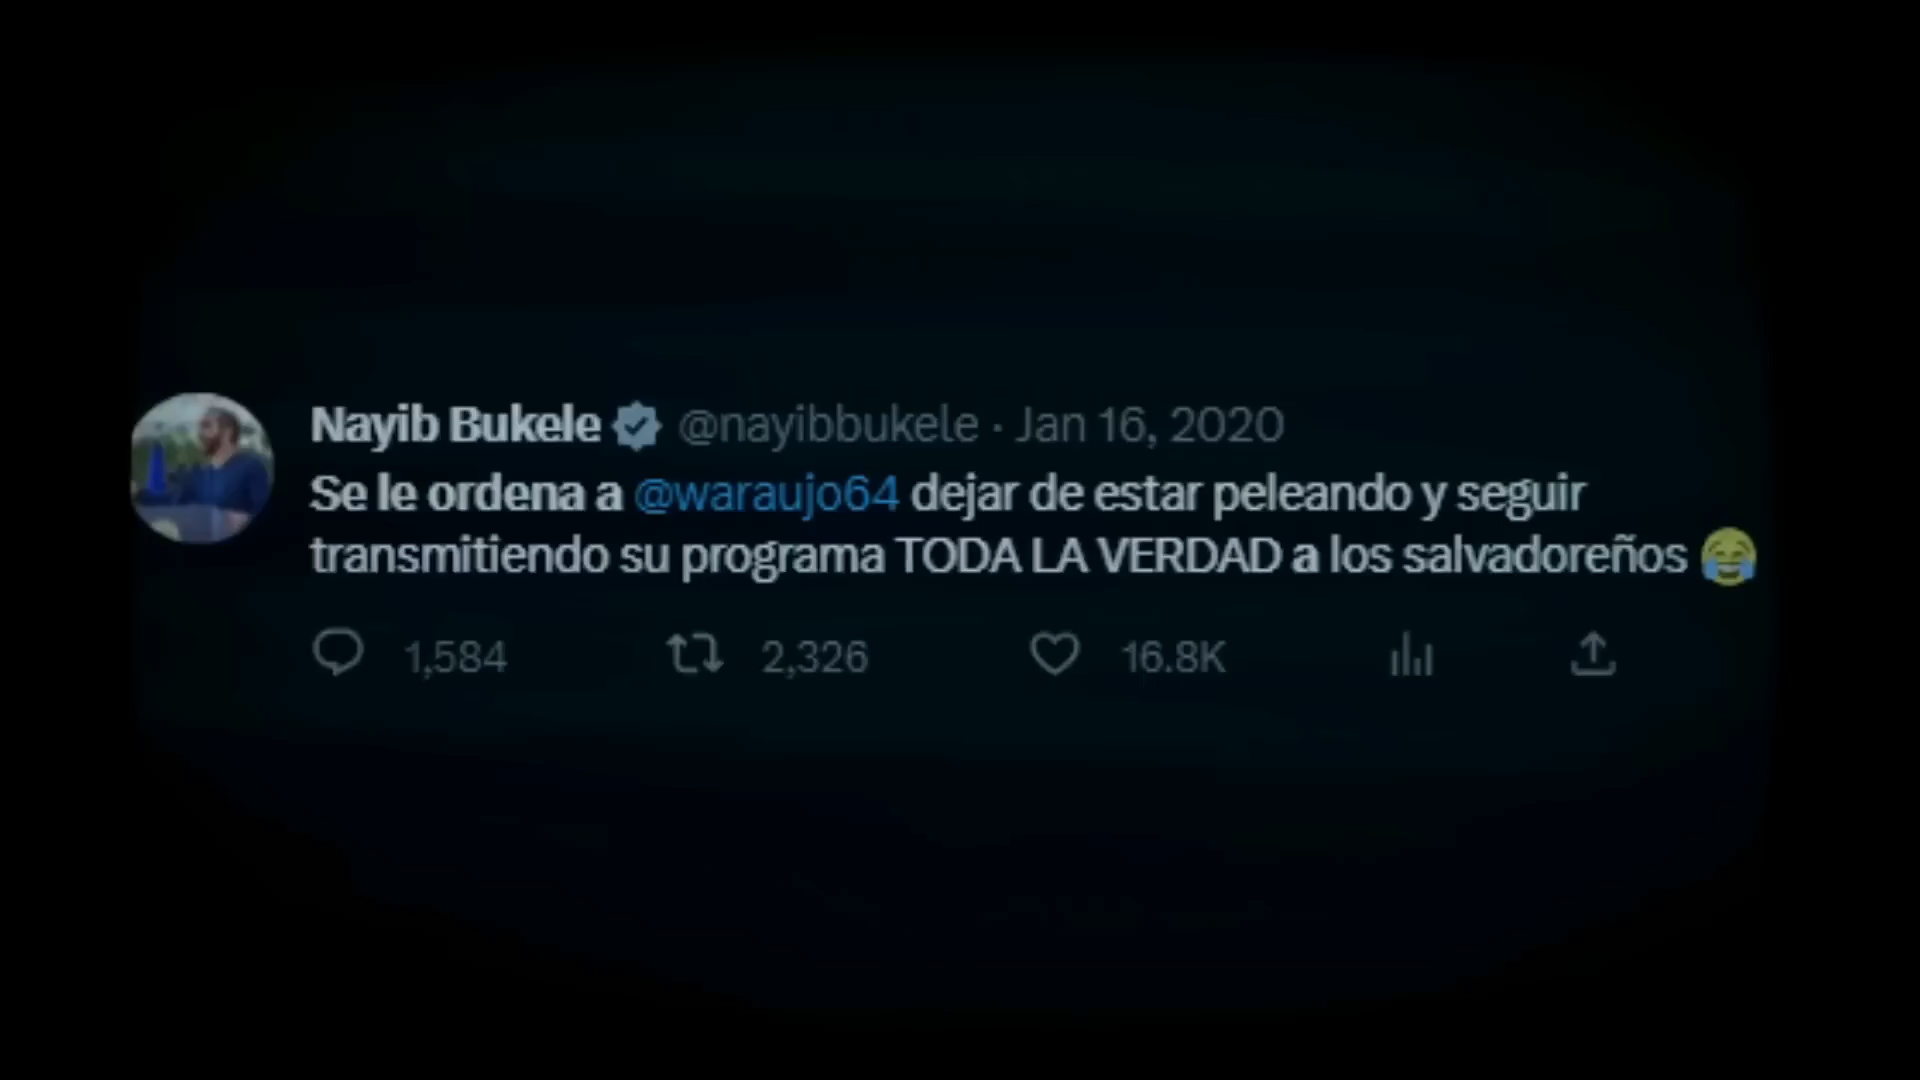 Nayib Bukele @nayibbukele · Jan 16, 2020
Se le ordena a @waraujo64 dejar de estar peleando y seguir
transmitiendo su programa TODA LA VERDAD a los salvadoreños 😂
1,584 2,326 16.8K